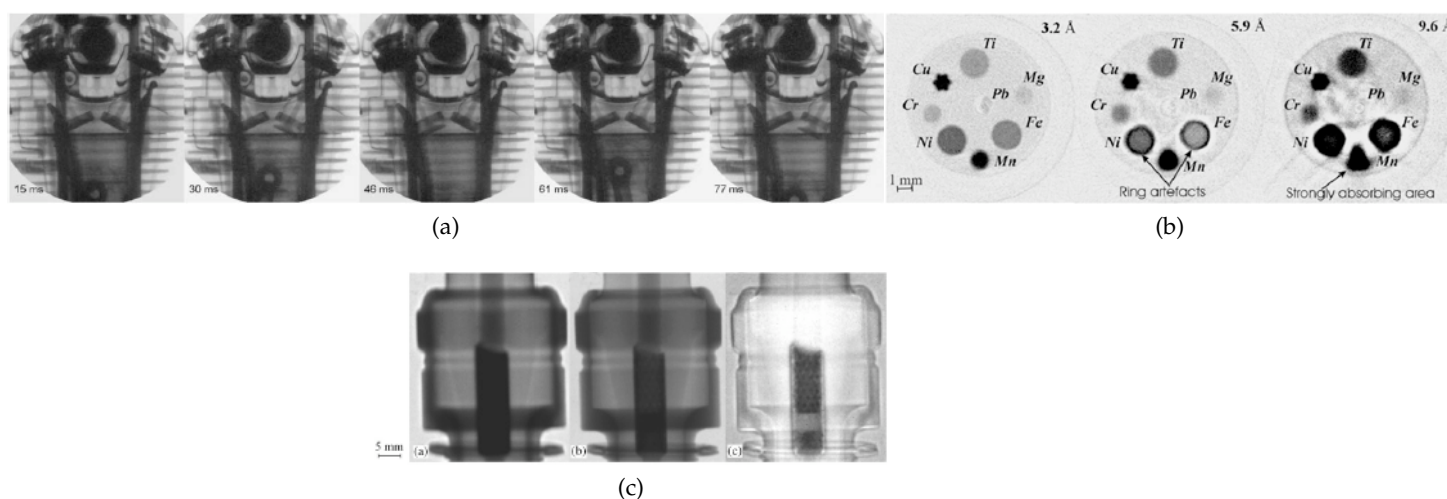 15 ms
30 ms
46 ms
61 ms
77 ms
(a)
3.2 Å
Ti
Cu
Mg
Pb
Cr
Ni
Fe
Mn
1 mm
5.9 Å
Ti
Cu
Mg
Pb
Cr
Ni
Fe
Mn
Ring artefacts
9.6 Å
Ti
Cu
Mg
Pb
Cr
Ni
Fe
Mn
Strongly absorbing area
(b)
5 mm
(a)
(b)
(c)
(c)